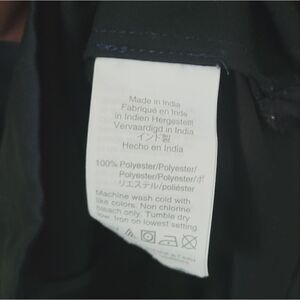 Made in India
Fabriqué en Inde
in Indien Hergestellt
Vervaardigd in India
インド製
Hecho en India
100% Polyester/Polyester/
Polyester/Polyester/ポ
リエステル/poliéster
Machine wash cold with
like colors. Non chlorine
bleach only. Tumble dry
low. Iron on lowest setting